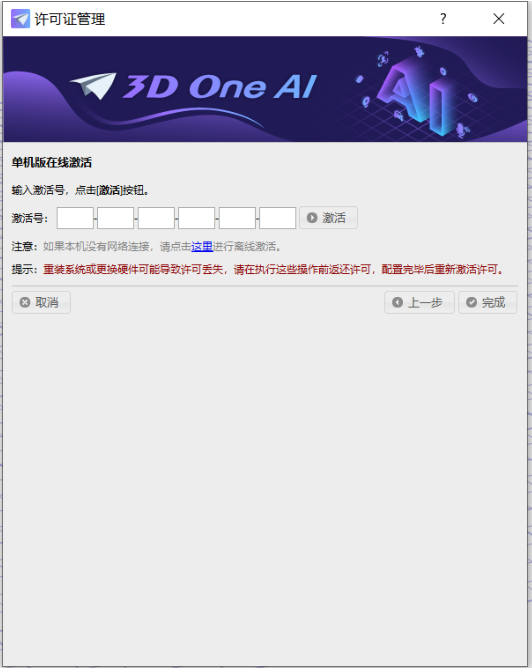 许可证管理
?
3D One AI
AI
单机版在线激活
输入激活号，点击[激活]按钮。
激活号： - - - - - 激活
注意：如果本机没有网络连接，请点击这里进行离线激活。
提示：重装系统或更换硬件可能导致许可丢失，请在执行这些操作前返还许可，配置完毕后重新激活许可。
取消 上一步 完成